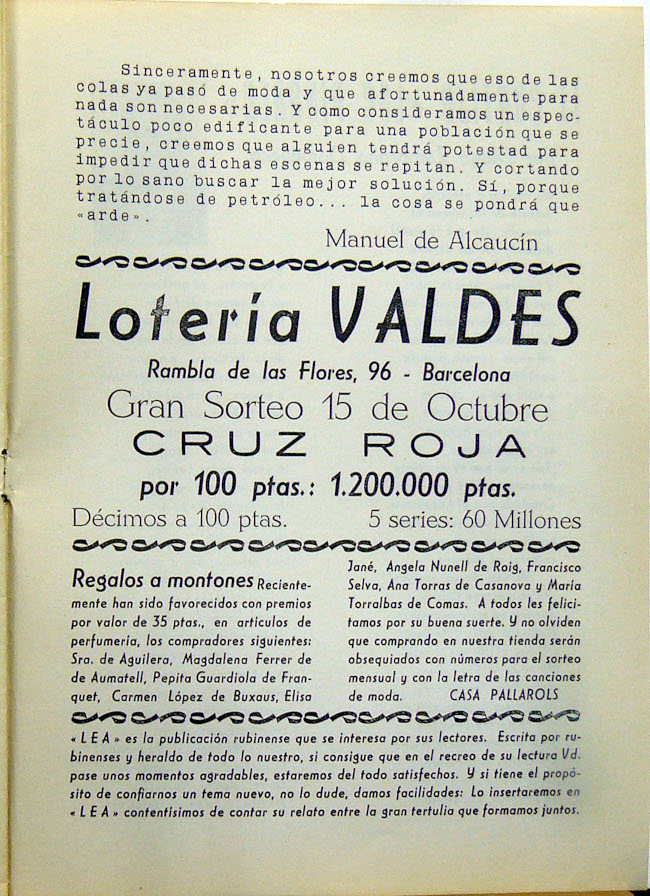 Sinceramente, nosotros creemos que eso de las
colas ya pasó de moda y que afortunadamente para
nada son necesarias. Y como consideramos un espec-
táculo poco edificante para una población que se
precie, creemos que alguien tendrá potestad para
impedir que dichas escenas se repitan. Y cortando
por lo sano buscar la mejor solución. Sí, porque
tratándose de petróleo... la cosa se pondrá que
«arde».
Manuel de Alcaucín
Lotería VALDES
Rambla de las Flores, 96 - Barcelona
Gran Sorteo 15 de Octubre
CRUZ ROJA
por 100 ptas.: 1.200.000 ptas.
Décimos a 100 ptas. 5 series: 60 Millones
Regalos a montones Reciente-
mente han sido favorecidos con premios
por valor de 35 ptas., en artículos de
perfumería, los compradores siguientes:
Sra. de Aguilera, Magdalena Ferrer de
de Aumatell, Pepita Guardiola de Fran-
quet, Carmen López de Buxaus, Elisa
Jané, Angela Nunell de Roig, Francisco
Selva, Ana Torras de Casanova y María
Torralbas de Comas. A todos les felici-
tamos por su buena suerte. Y no olviden
que comprando en nuestra tienda serán
obsequiados con números para el sorteo
mensual y con la letra de las canciones
de moda. CASA PALLAROLS
«LEA» es la publicación rubinense que se interesa por sus lectores. Escrita por ru-
binenses y heraldo de todo lo nuestro, si consigue que en el recreo de su lectura Vd.
pase unos momentos agradables, estaremos del todo satisfechos. Y si tiene el propó-
sito de confiarnos un tema nuevo, no lo dude, damos facilidades: Lo insertaremos en
«LEA» contentísimos de contar su relato entre la gran tertulia que formamos juntos.